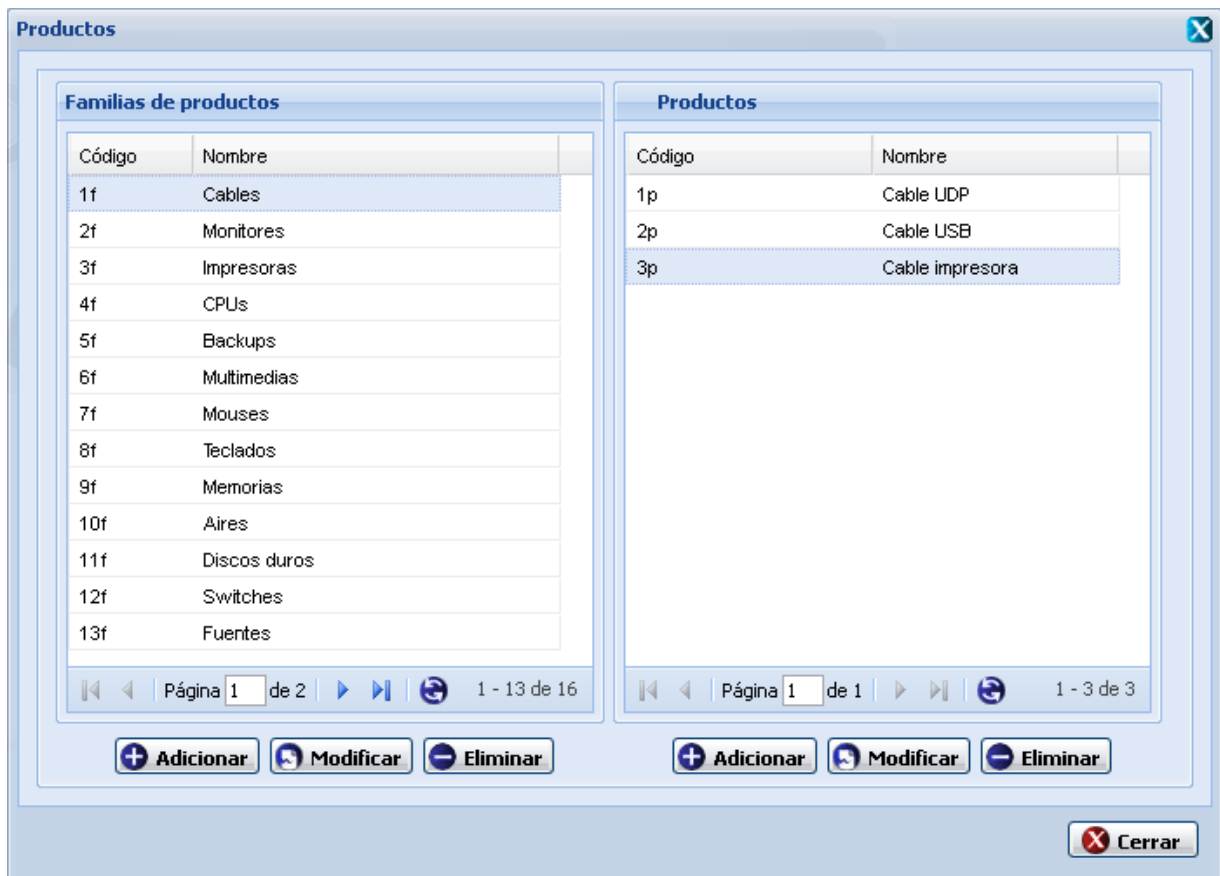 Productos
Familias de productos
Código Nombre
1f Cables
2f Monitores
3f Impresoras
4f CPUs
5f Backups
6f Multimedias
7f Mouses
8f Teclados
9f Memorias
10f Aires
11f Discos duros
12f Switches
13f Fuentes
Página 1 de 2 1 - 13 de 16
Adicionar Modificar Eliminar
Productos
Código Nombre
1p Cable UDP
2p Cable USB
3p Cable impresora
Página 1 de 1 1 - 3 de 3
Adicionar Modificar Eliminar
Cerrar